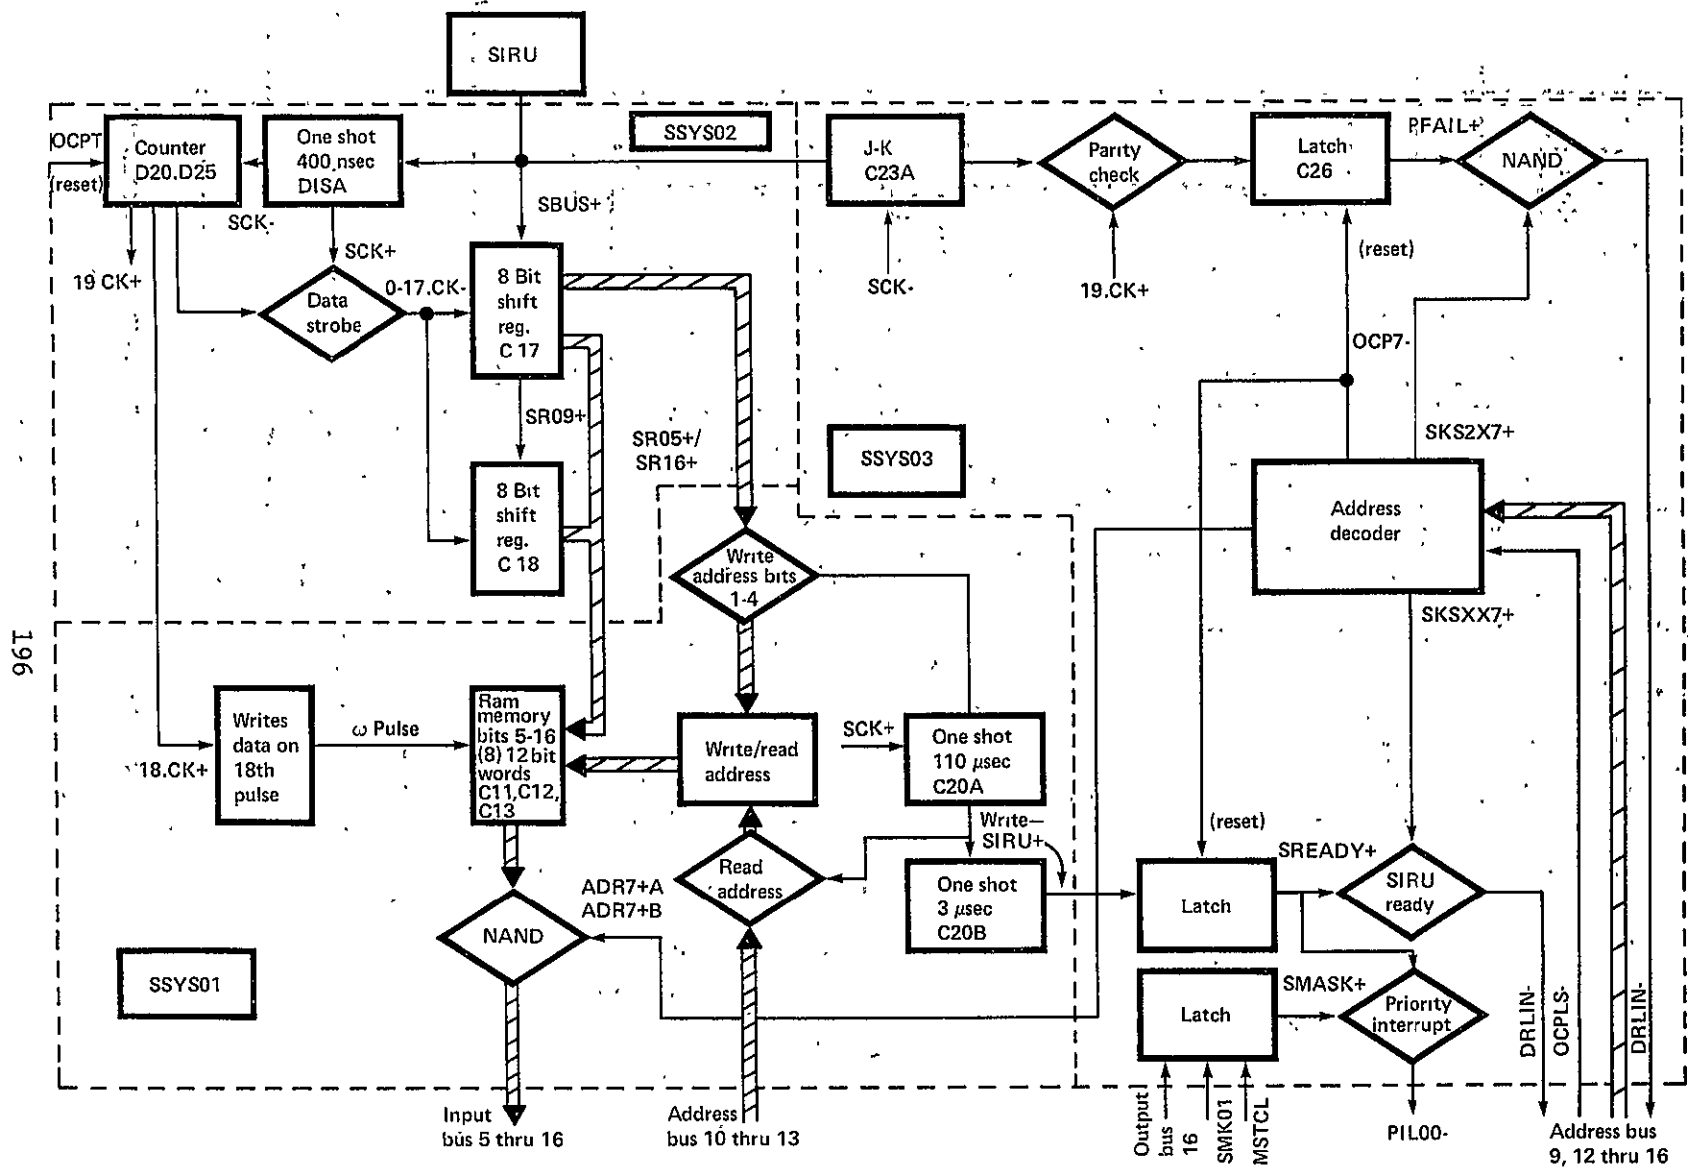 SIRU
OCPT
(reset)
Counter
D20.D25
One shot
400 nsec
DISA
SSYS02
J-K
C23A
Parity
check
Latch
C26
PFAIL+
NAND
SCK-
SCK+
SBUS+
19 CK+
Data
strobe
0-17.CK-
8 Bit
shift
reg.
C 17
SCK-
19.CK+
(reset)
OCP7-
SR09+
SR05+/
SR16+
SSYS03
SKS2X7+
8 Bit
shift
reg.
C 18
Address
decoder
Write
address bits
1-4
SKSXX7+
196
Writes
data on
18th
pulse
18.CK+
ω Pulse
Ram
memory
bits 5-16
(8) 12 bit
words
C11,C12,
C13
Write/read
address
SCK+
One shot
110 μsec
C20A
Write—
SIRU+
(reset)
SREADY+
ADR7+A
ADR7+B
Read
address
One shot
3 μsec
C20B
Latch
SIRU
ready
NAND
SSYS01
SMASK+
Latch
Priority
interrupt
DRLIN-
OCPLS-
DRLIN-
Input
bus 5 thru 16
Address
bus 10 thru 13
Output
bus
16
SMK01
MSTCL
PIL00-
Address bus
9, 12 thru 16